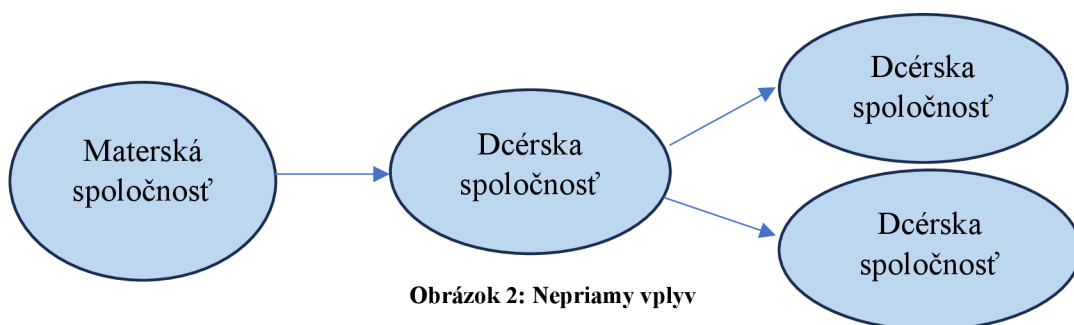 Materská
spoločnosť
Dcérska
spoločnosť
Dcérska
spoločnosť
Dcérska
spoločnosť
Obrázok 2: Nepriamy vplyv